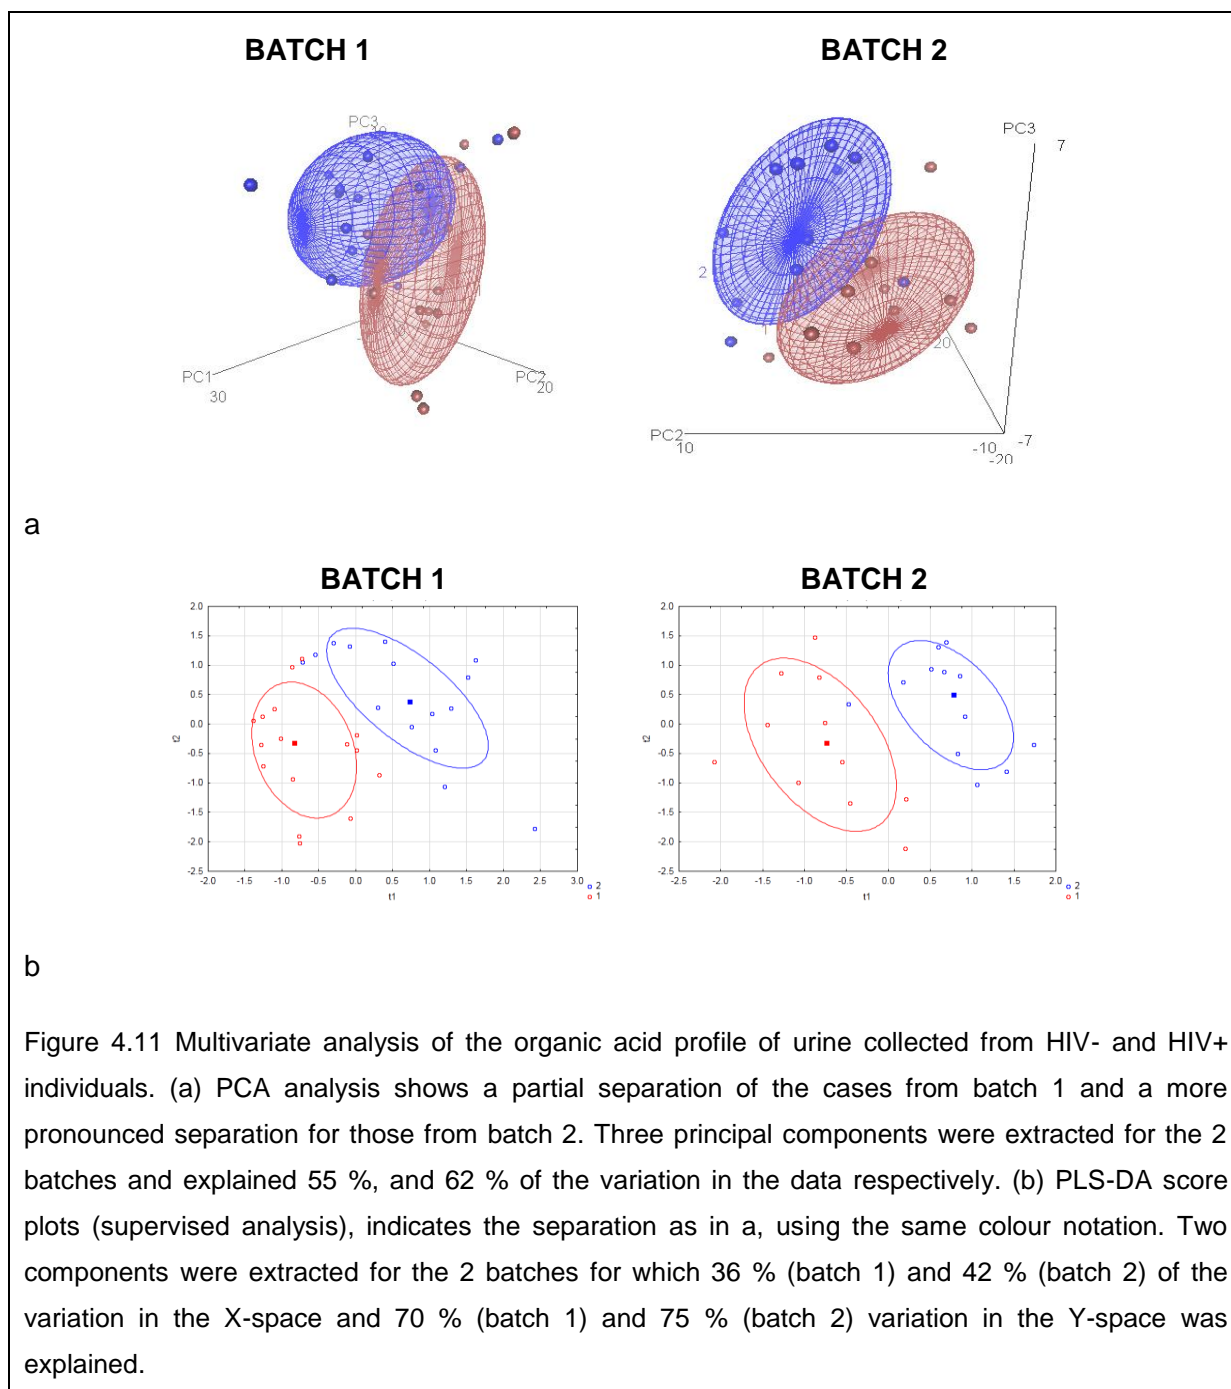 BATCH 1 BATCH 2
PC3
PC3 7
2
1
20
PC1 PC2
30 20
PC2
10 -10 -7
-20
a
BATCH 1 BATCH 2
2.0 2.0
1.5 1.5
1.0 1.0
0.5 0.5
0.0 0.0
-0.5 -0.5
-1.0 -1.0
-1.5 -1.5
-2.0 -2.0
-2.5 -2.5
t2 t2
-2.0 -1.5 -1.0 -0.5 0.0 0.5 1.0 1.5 2.0 2.5 3.0 -2.5 -2.0 -1.5 -1.0 -0.5 0.0 0.5 1.0 1.5 2.0
t1 t1
2 2
1 1
b
Figure 4.11 Multivariate analysis of the organic acid profile of urine collected from HIV- and HIV+
individuals. (a) PCA analysis shows a partial separation of the cases from batch 1 and a more
pronounced separation for those from batch 2. Three principal components were extracted for the 2
batches and explained 55 %, and 62 % of the variation in the data respectively. (b) PLS-DA score
plots (supervised analysis), indicates the separation as in a, using the same colour notation. Two
components were extracted for the 2 batches for which 36 % (batch 1) and 42 % (batch 2) of the
variation in the X-space and 70 % (batch 1) and 75 % (batch 2) variation in the Y-space was
explained.